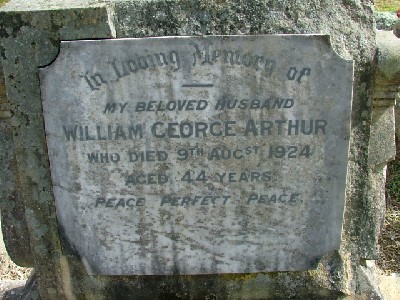 In Loving Memory of
MY BELOVED HUSBAND
WILLIAM GEORGE ARTHUR
WHO DIED 9TH AUGST 1924
AGED 44 YEARS.
PEACE PERFECT PEACE.